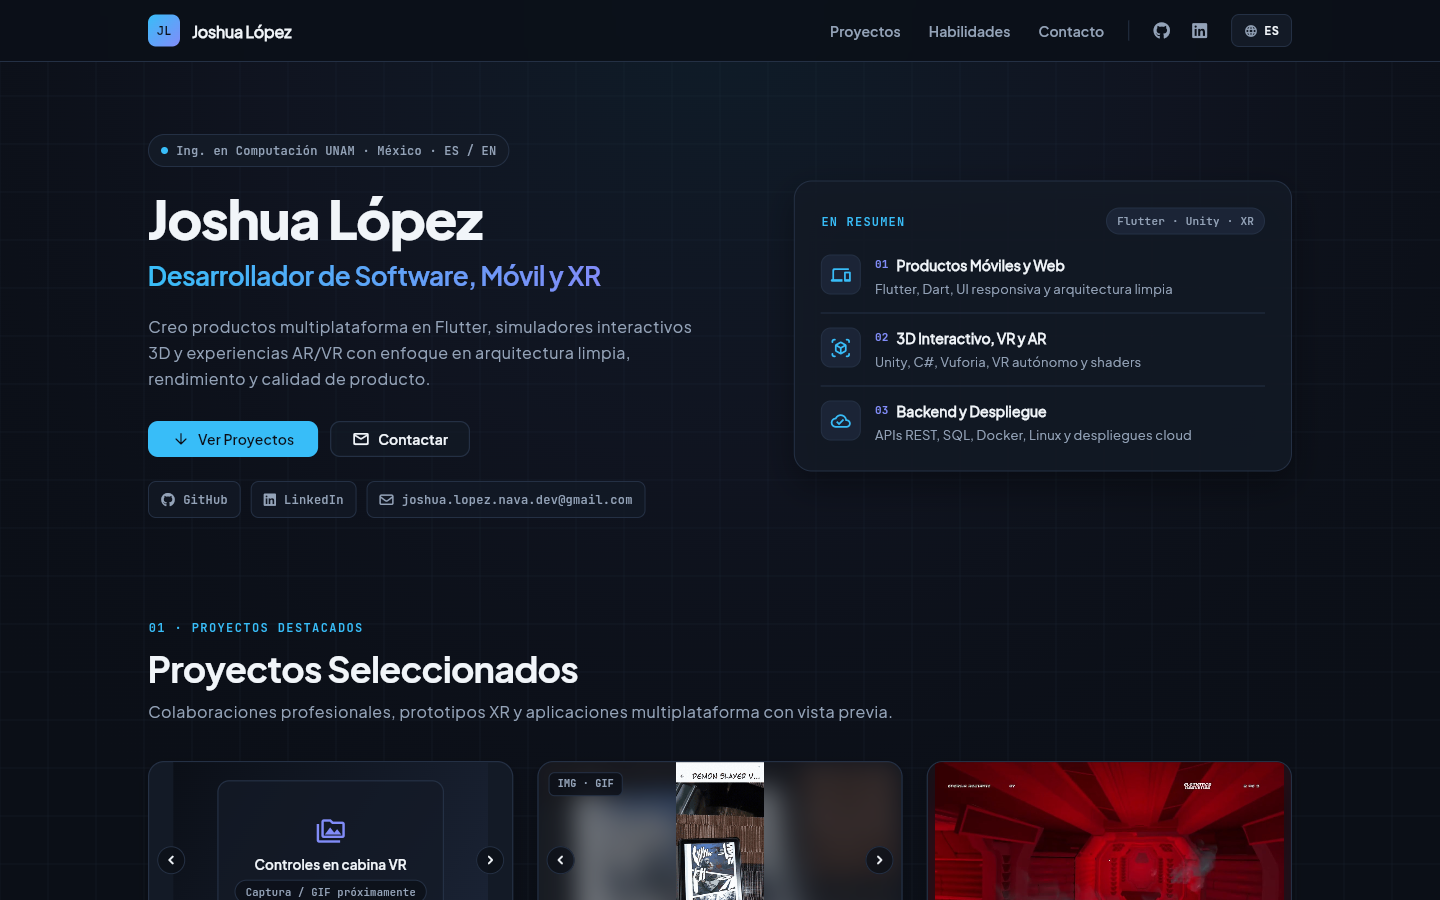 JL
Joshua López
Proyectos
Habilidades
Contacto
ES
Ing. en Computación UNAM · México · ES / EN
Joshua López
Desarrollador de Software, Móvil y XR
Creo productos multiplataforma en Flutter, simuladores interactivos
3D y experiencias AR/VR con enfoque en arquitectura limpia,
rendimiento y calidad de producto.
Ver Proyectos
Contactar
GitHub
LinkedIn
joshua.lopez.nava.dev@gmail.com
EN RESUMEN
Flutter · Unity · XR
01 Productos Móviles y Web
Flutter, Dart, UI responsiva y arquitectura limpia
02 3D Interactivo, VR y AR
Unity, C#, Vuforia, VR autónomo y shaders
03 Backend y Despliegue
APIs REST, SQL, Docker, Linux y despliegues cloud
01 · PROYECTOS DESTACADOS
Proyectos Seleccionados
Colaboraciones profesionales, prototipos XR y aplicaciones multiplataforma con vista previa.
Controles en cabina VR
Captura / GIF próximamente
IMG · GIF
DEMON SLAYER V...